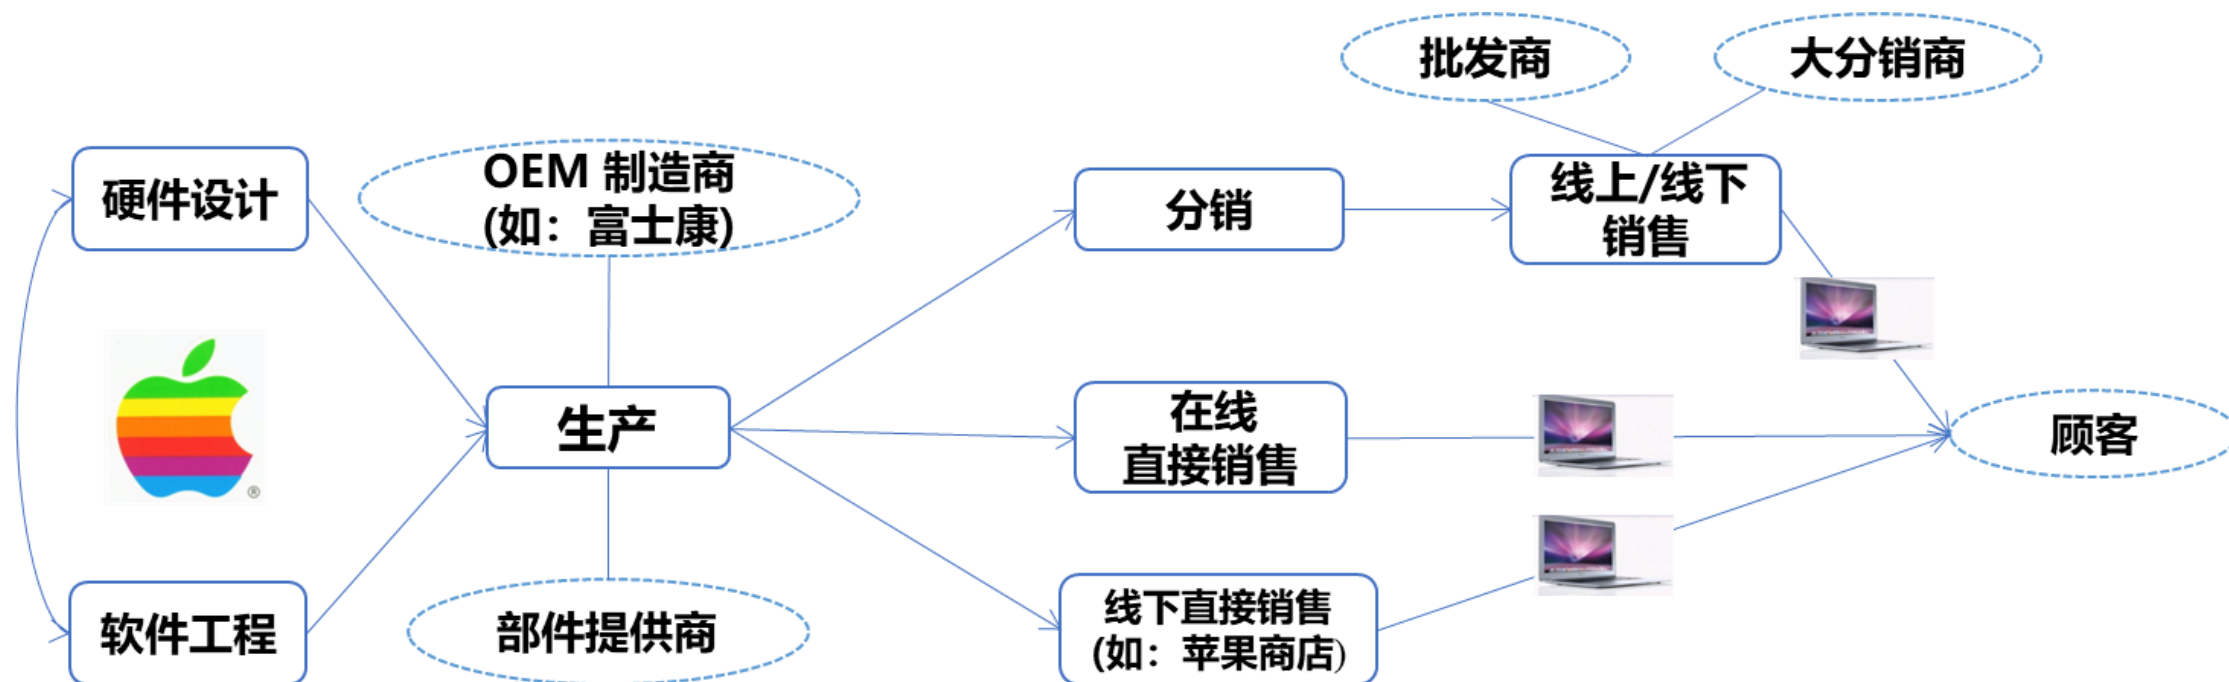 批发商
大分销商
硬件设计
OEM 制造商
(如：富士康)
分销
线上/线下
销售
生产
在线
直接销售
顾客
®
软件工程
部件提供商
线下直接销售
(如：苹果商店)